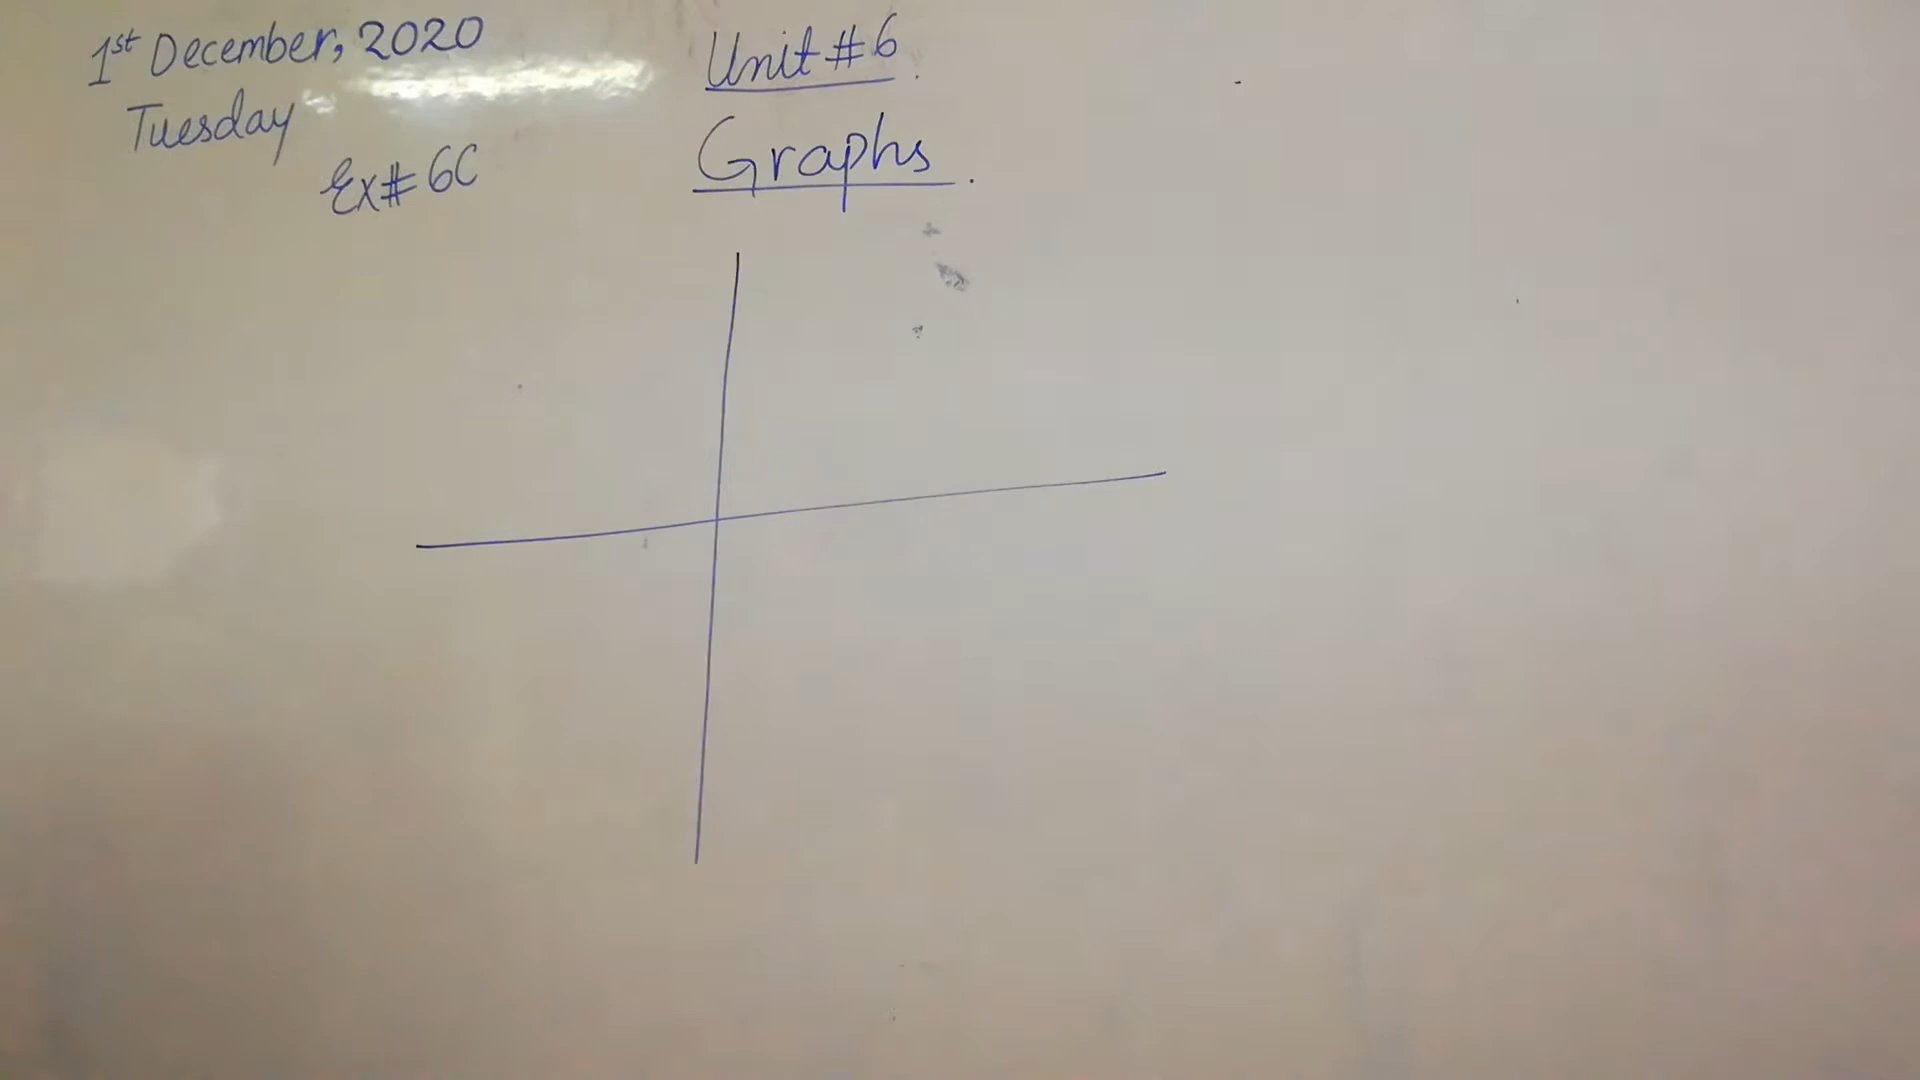 1st December, 2020
Tuesday
Ex# 6C
Unit #6.
Graphs.